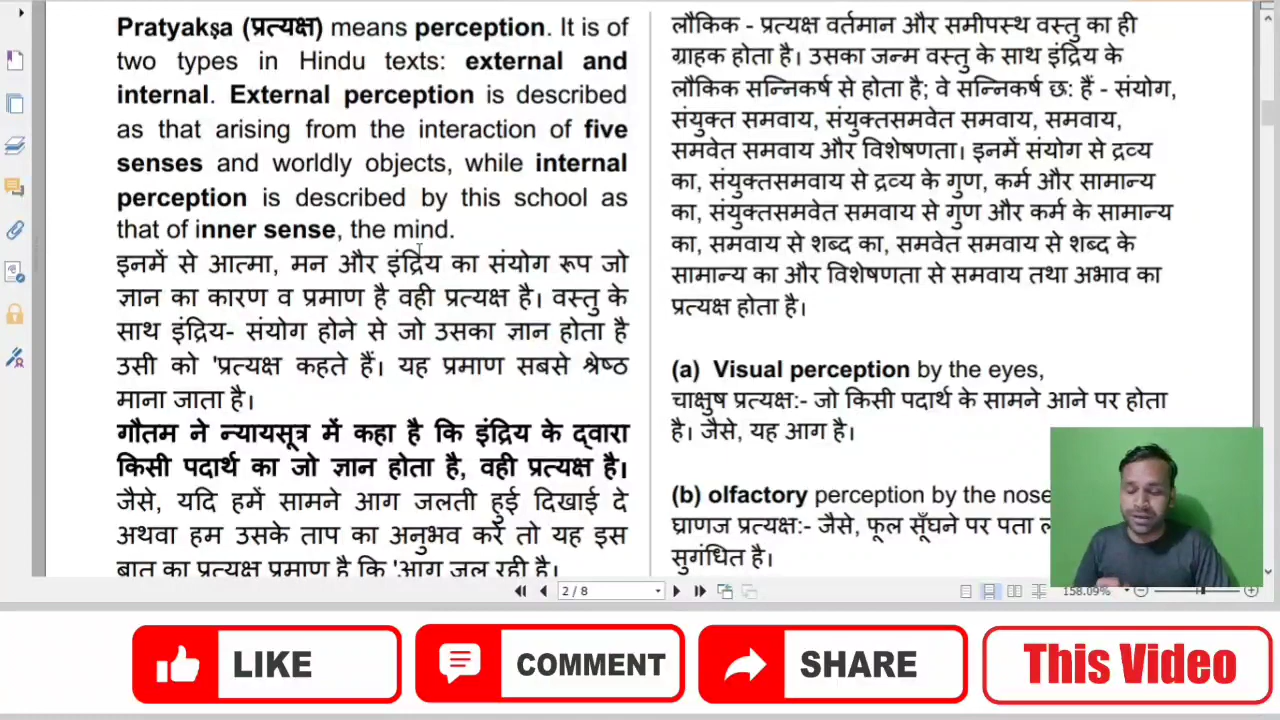 Pratyakṣa (प्रत्यक्ष) means perception. It is of
two types in Hindu texts: external and
internal. External perception is described
as that arising from the interaction of five
senses and worldly objects, while internal
perception is described by this school as
that of inner sense, the mind.
इनमें से आत्मा, मन और इंद्रिय का संयोग रूप जो
ज्ञान का कारण व प्रमाण है वही प्रत्यक्ष है। वस्तु के
साथ इंद्रिय- संयोग होने से जो उसका ज्ञान होता है
उसी को 'प्रत्यक्ष कहते हैं। यह प्रमाण सबसे श्रेष्ठ
माना जाता है।
गौतम ने न्यायसूत्र में कहा है कि इंद्रिय के द्वारा
किसी पदार्थ का जो ज्ञान होता है, वही प्रत्यक्ष है।
जैसे, यदि हमें सामने आग जलती हुई दिखाई दे
अथवा हम उसके ताप का अनुभव करें तो यह इस
बात का प्रत्यक्ष प्रमाण है कि 'आग जल रही है।
लौकिक - प्रत्यक्ष वर्तमान और समीपस्थ वस्तु का ही
ग्राहक होता है। उसका जन्म वस्तु के साथ इंद्रिय के
लौकिक सन्निकर्ष से होता है; वे सन्निकर्ष छ: हैं - संयोग,
संयुक्त समवाय, संयुक्तसमवेत समवाय, समवाय,
समवेत समवाय और विशेषणता। इनमें संयोग से द्रव्य
का, संयुक्तसमवाय से द्रव्य के गुण, कर्म और सामान्य
का, संयुक्तसमवेत समवाय से गुण और कर्म के सामान्य
का, समवाय से शब्द का, समवेत समवाय से शब्द के
सामान्य का और विशेषणता से समवाय तथा अभाव का
प्रत्यक्ष होता है।
(a) Visual perception by the eyes,
चाक्षुष प्रत्यक्ष:- जो किसी पदार्थ के सामने आने पर होता
है। जैसे, यह आग है।
(b) olfactory perception by the nose
घ्राणज प्रत्यक्ष:- जैसे, फूल सूँघने पर पता
सुगंधित है।
2 / 8
158.09%
LIKE
COMMENT
SHARE
This Video